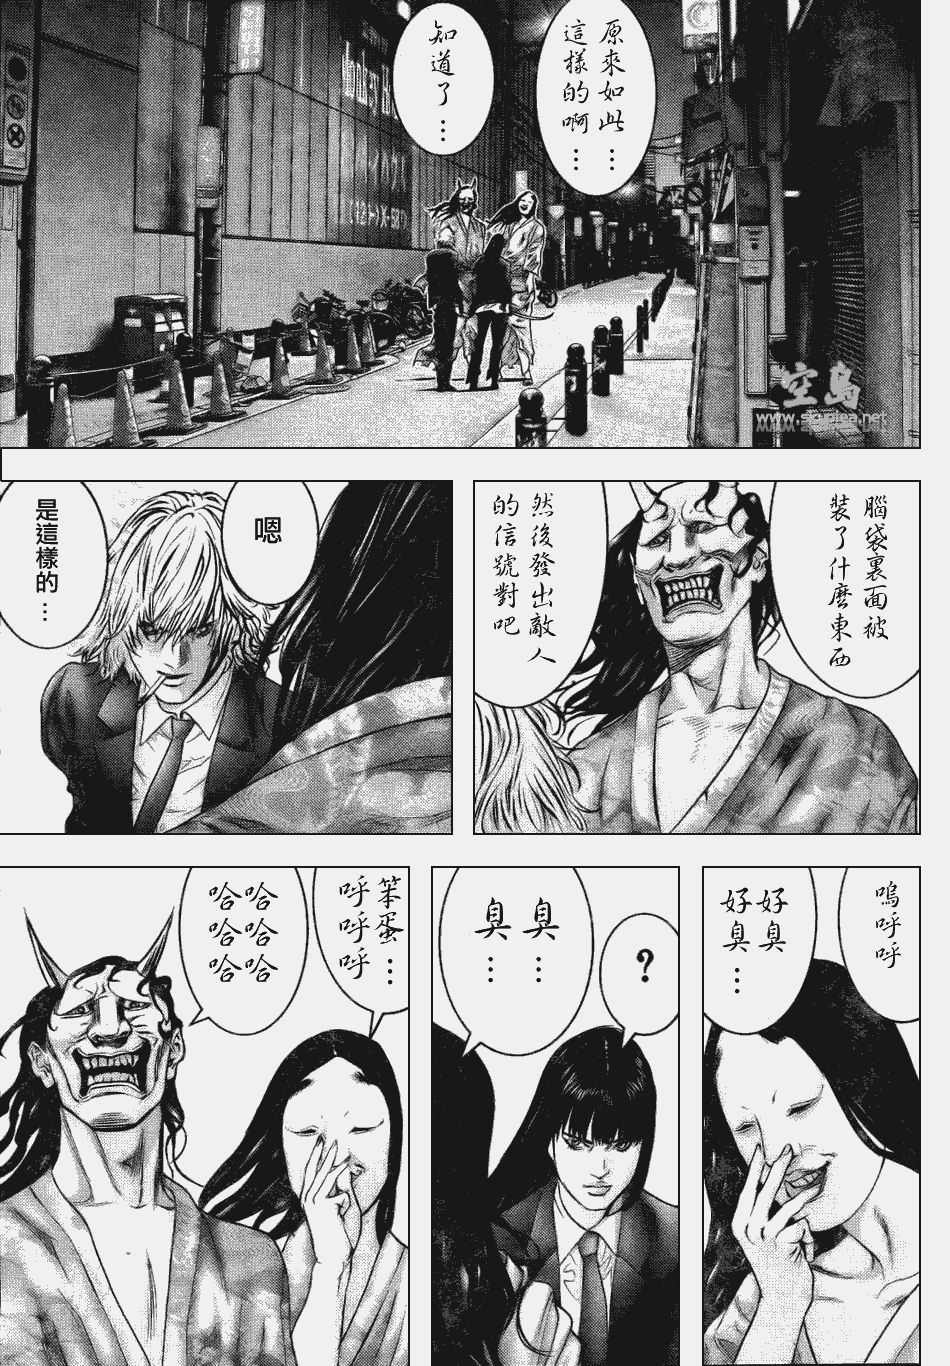 原來如此…
這樣的啊…
知道了…
空島
www.skyiina.net
腦袋裏面被
裝了什麼東西
然後發出敵人
的信號對吧
嗯
是這樣的…
嗚呼呼
好臭
好臭…
？
臭…
臭…
笨蛋…
呼呼呼
哈哈哈
哈哈哈